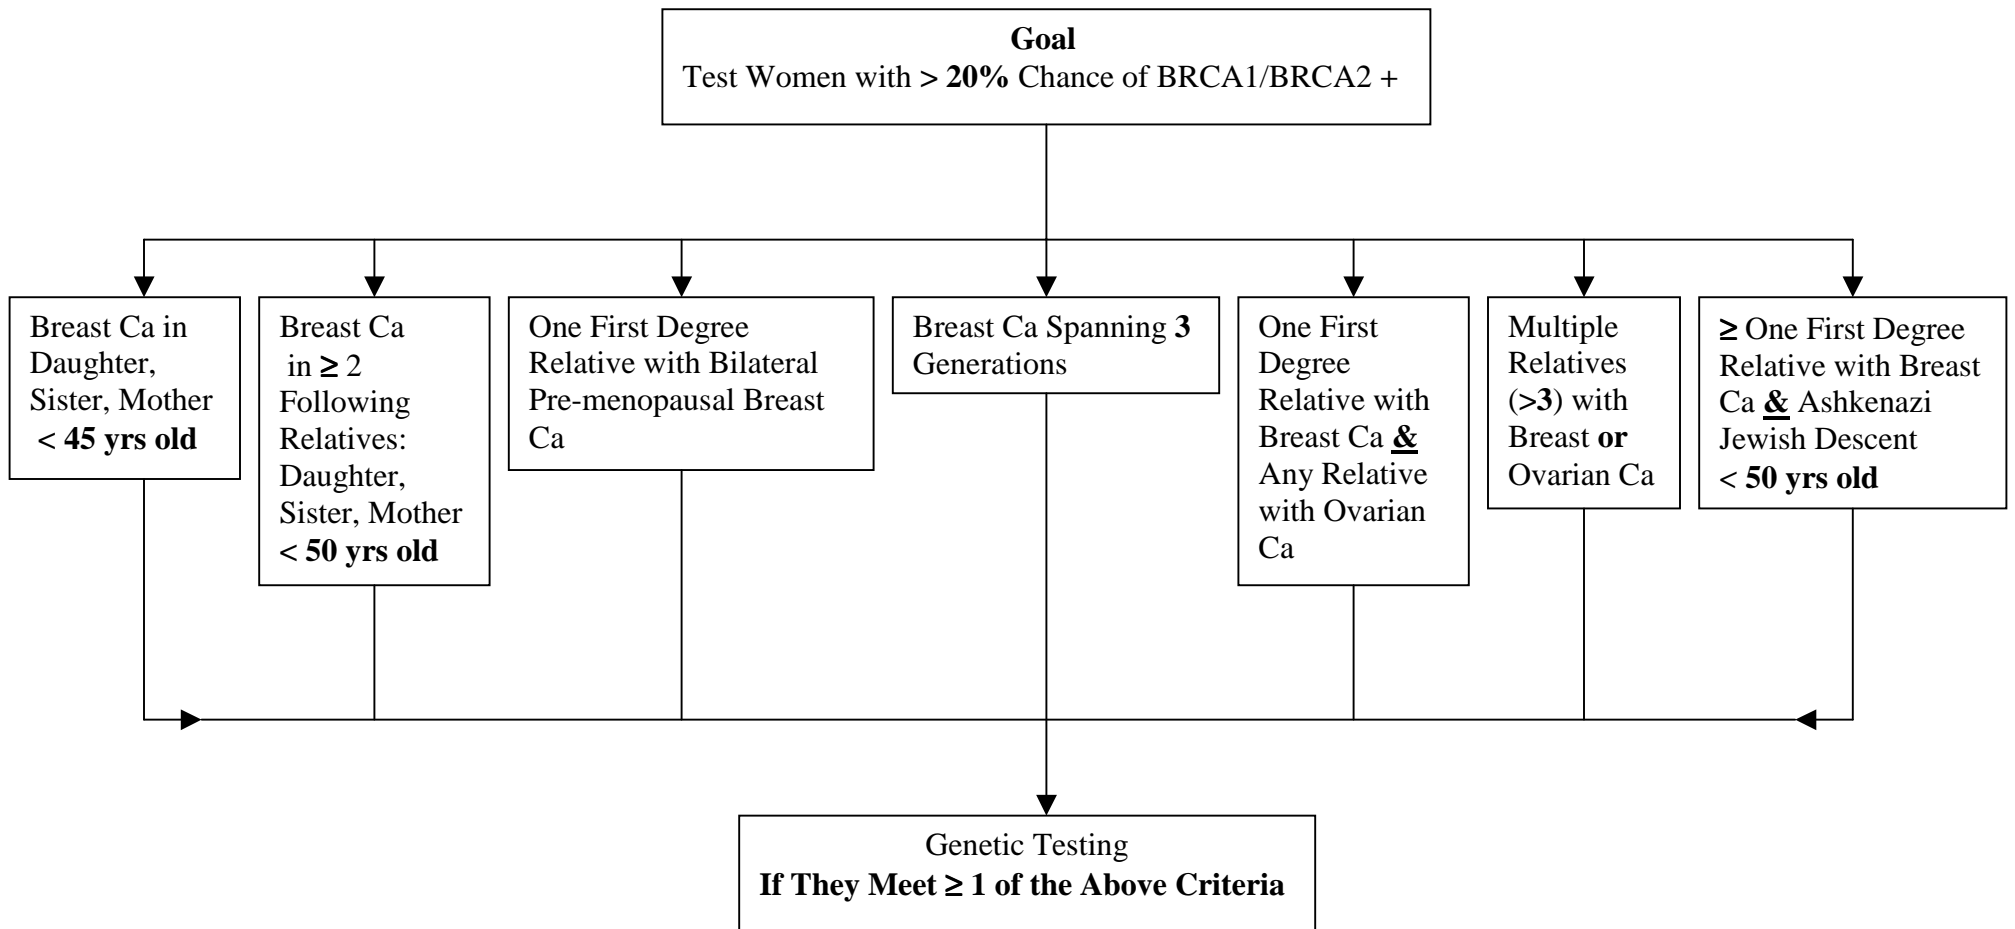 Goal
Test Women with > 20% Chance of BRCA1/BRCA2 +
Breast Ca in
Daughter,
Sister, Mother
< 45 yrs old
Breast Ca
in ≥ 2
Following
Relatives:
Daughter,
Sister, Mother
< 50 yrs old
One First Degree
Relative with Bilateral
Pre-menopausal Breast
Ca
Breast Ca Spanning 3
Generations
One First
Degree
Relative with
Breast Ca &
Any Relative
with Ovarian
Ca
Multiple
Relatives
(>3) with
Breast or
Ovarian Ca
≥ One First Degree
Relative with Breast
Ca & Ashkenazi
Jewish Descent
< 50 yrs old
Genetic Testing
If They Meet ≥ 1 of the Above Criteria